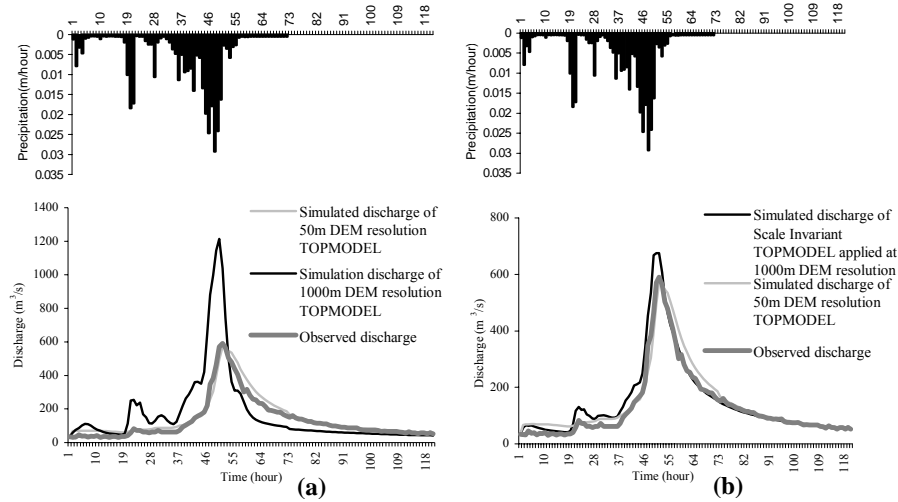 1 10 19 28 37 46 55 64 73 82 91 100 109 118
0
0.005
0.01
0.015
0.02
0.025
0.03
0.035
Precipitation(m/hour)
1400
1200
1000
800
600
400
200
0
Discharge (m³/s)
Simulated discharge of
50m DEM resolution
TOPMODEL
Simulation discharge of
1000m DEM resolution
TOPMODEL
Observed discharge
1 10 19 28 37 46 55 64 73 82 91 100 109 118
Time (hour)
(a)
1 10 19 28 37 46 55 64 73 82 91 100 109 118
0
0.005
0.01
0.015
0.02
0.025
0.03
0.035
Precipitation(m/hour)
800
600
400
200
0
Discharge (m³/s)
Simulated discharge of
Scale Invariant
TOPMODEL applied at
1000m DEM resolution
Simulated discharge of
50m DEM resolution
TOPMODEL
Observed discharge
1 10 19 28 37 46 55 64 73 82 91 100 109 118
Time (hour)
(b)